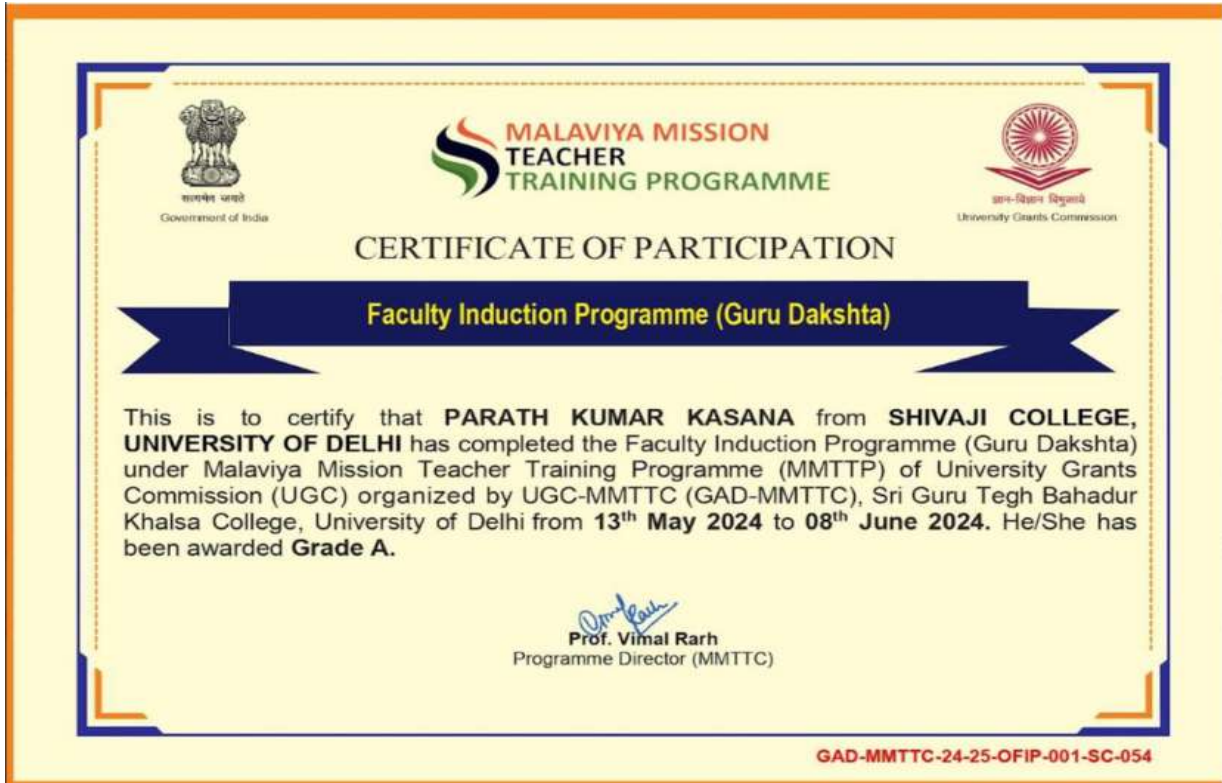 MALAVIYA MISSION
TEACHER
TRAINING PROGRAMME
सत्यमेव जयते
Government of India
ज्ञान-विज्ञान विमुक्तये
University Grants Commission
CERTIFICATE OF PARTICIPATION
Faculty Induction Programme (Guru Dakshta)
This is to certify that PARATH KUMAR KASANA from SHIVAJI COLLEGE,
UNIVERSITY OF DELHI has completed the Faculty Induction Programme (Guru Dakshta)
under Malaviya Mission Teacher Training Programme (MMTTP) of University Grants
Commission (UGC) organized by UGC-MMTTC (GAD-MMTTC), Sri Guru Tegh Bahadur
Khalsa College, University of Delhi from 13th May 2024 to 08th June 2024. He/She has
been awarded Grade A.
Prof. Vimal Rarh
Programme Director (MMTTC)
GAD-MMTTC-24-25-OFIP-001-SC-054